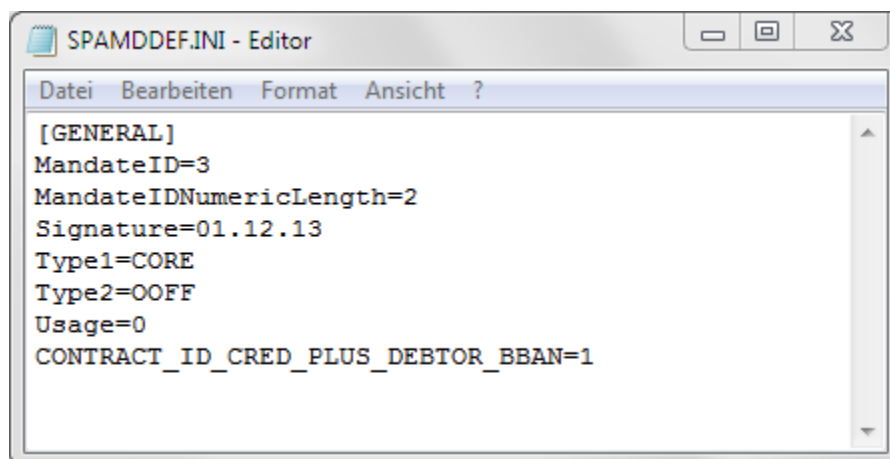 SPAMDDEF.INI - Editor
Datei Bearbeiten Format Ansicht ?
[GENERAL]
MandateID=3
MandateIDNumericLength=2
Signature=01.12.13
Type1=CORE
Type2=OOFF
Usage=0
CONTRACT_ID_CRED_PLUS_DEBTOR_BBAN=1